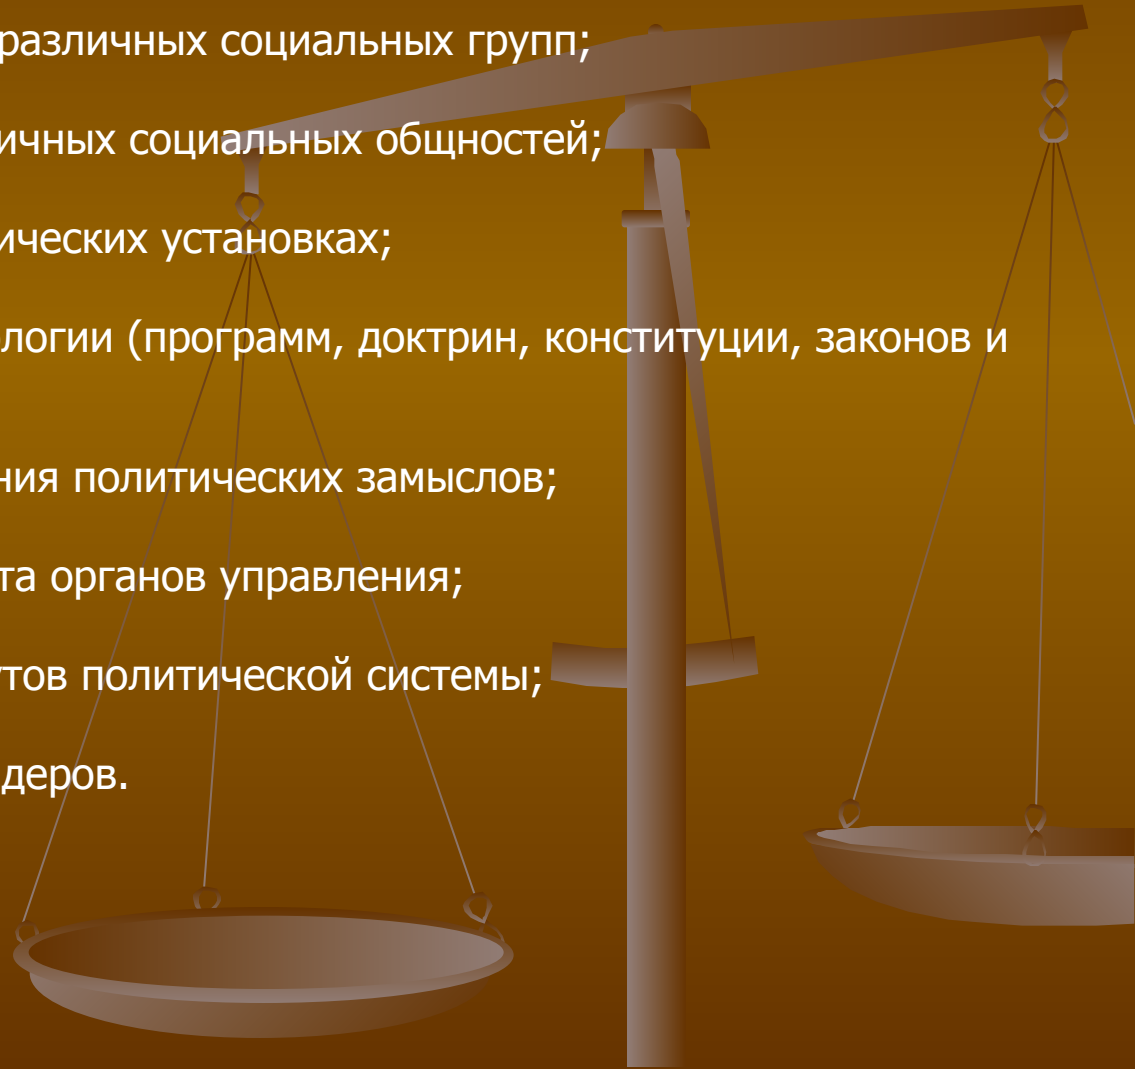 различных социальных групп;
ичных социальных общностей;
ических установках;
логии (программ, доктрин, конституции, законов и
ния политических замыслов;
та органов управления;
утов политической системы;
деров.